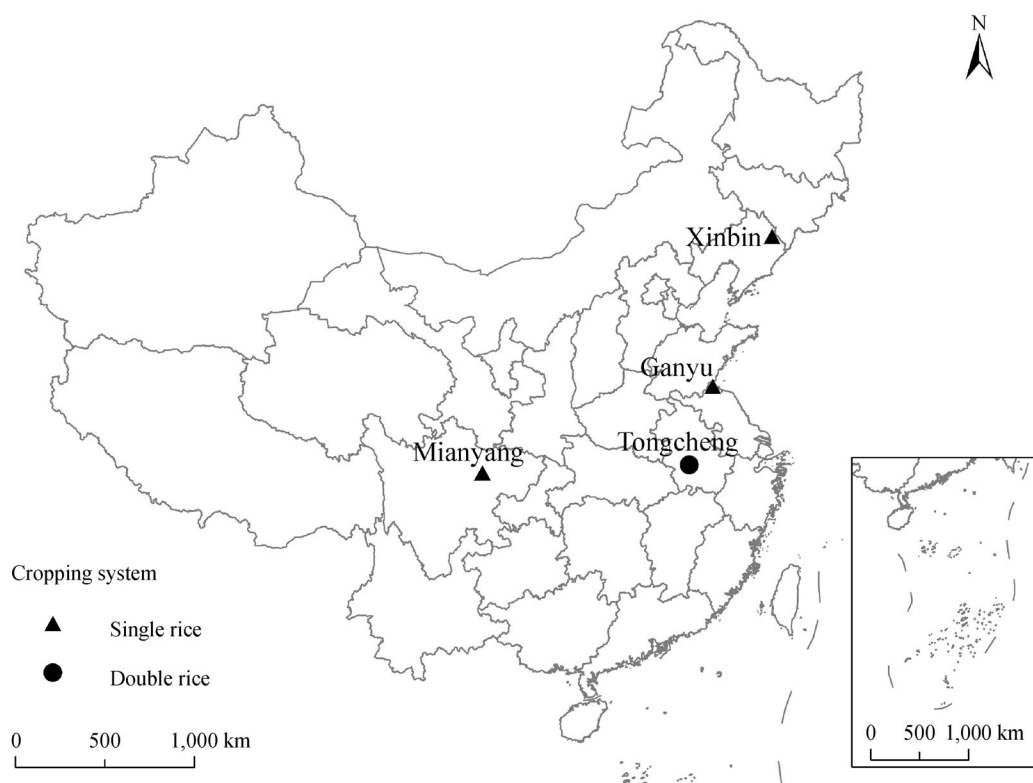 N
Xinbin
Ganyu
Tongcheng
Mianyang
Cropping system
Single rice
Double rice
0 500 1,000 km
0 500 1,000 km